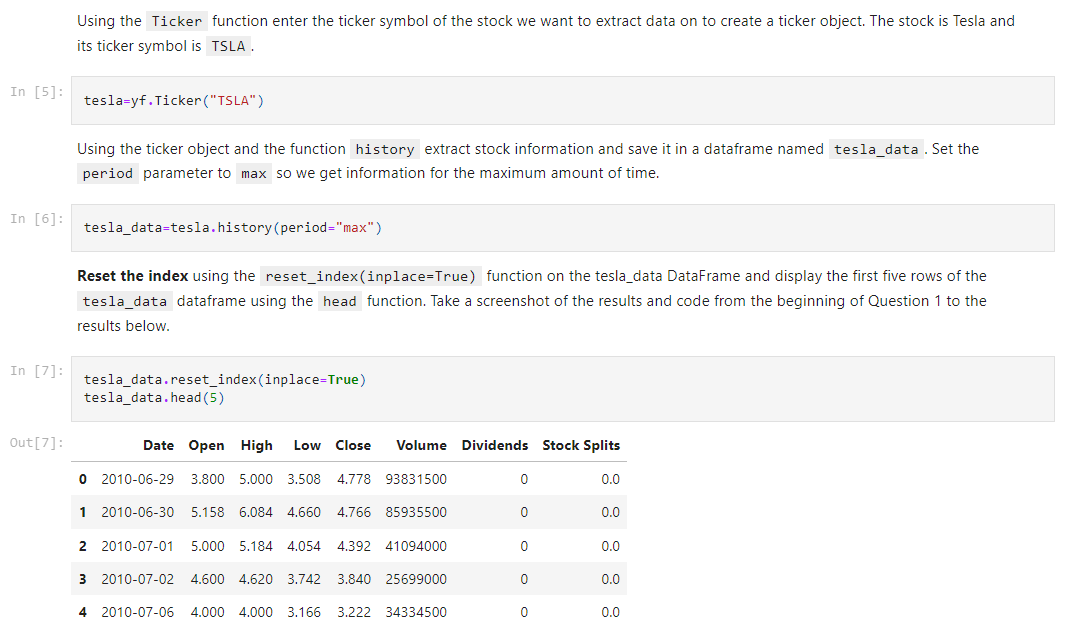 Using the Ticker function enter the ticker symbol of the stock we want to extract data on to create a ticker object. The stock is Tesla and
its ticker symbol is TSLA .
In [5]: tesla=yf.Ticker("TSLA")
Using the ticker object and the function history extract stock information and save it in a dataframe named tesla_data . Set the
period parameter to max so we get information for the maximum amount of time.
In [6]: tesla_data=tesla.history(period="max")
Reset the index using the reset_index(inplace=True) function on the tesla_data DataFrame and display the first five rows of the
tesla_data dataframe using the head function. Take a screenshot of the results and code from the beginning of Question 1 to the
results below.
In [7]: tesla_data.reset_index(inplace=True)
tesla_data.head(5)
Out[7]: Date Open High Low Close Volume Dividends Stock Splits
0 2010-06-29 3.800 5.000 3.508 4.778 93831500 0 0.0
1 2010-06-30 5.158 6.084 4.660 4.766 85935500 0 0.0
2 2010-07-01 5.000 5.184 4.054 4.392 41094000 0 0.0
3 2010-07-02 4.600 4.620 3.742 3.840 25699000 0 0.0
4 2010-07-06 4.000 4.000 3.166 3.222 34334500 0 0.0